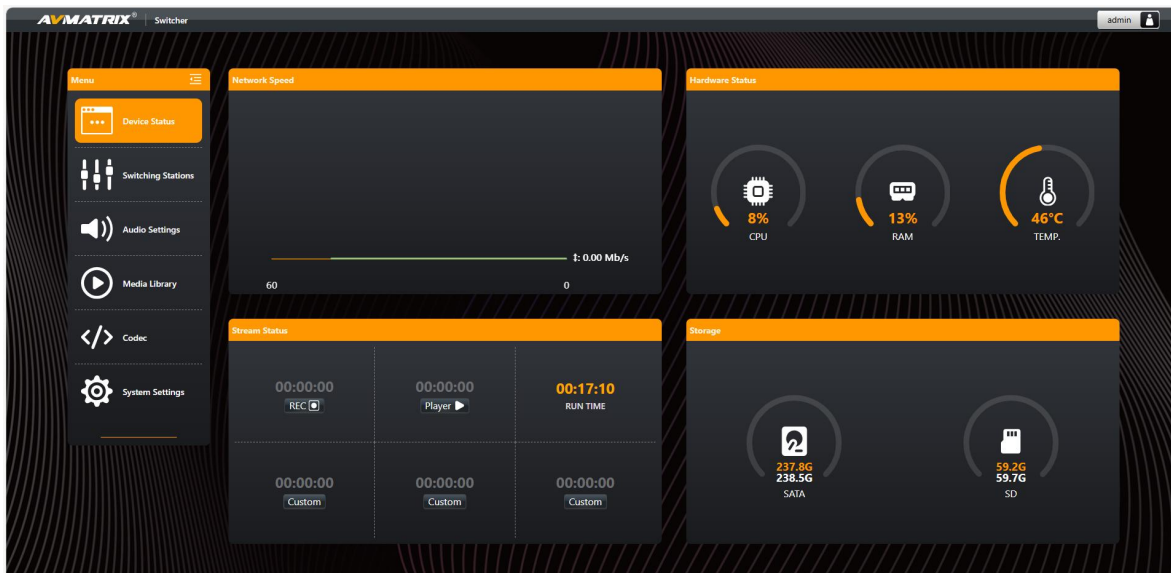 AVMATRIX® Switcher
admin
Menu
Device Status
Switching Stations
Audio Settings
Media Library
Codec
System Settings
Network Speed
↕: 0.00 Mb/s
60 0
Hardware Status
8%
CPU
13%
RAM
46°C
TEMP.
Stream Status
00:00:00
REC
00:00:00
Player
00:17:10
RUN TIME
00:00:00
Custom
00:00:00
Custom
00:00:00
Custom
Storage
237.8G
238.5G
SATA
59.2G
59.7G
SD